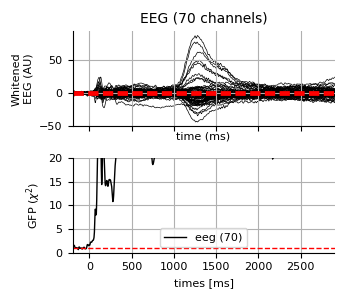 EEG (70 channels)
Whitened
EEG (AU)
50
0
−50
time (ms)
GFP (χ²)
20
15
10
5
0
eeg (70)
0 500 1000 1500 2000 2500
times [ms]